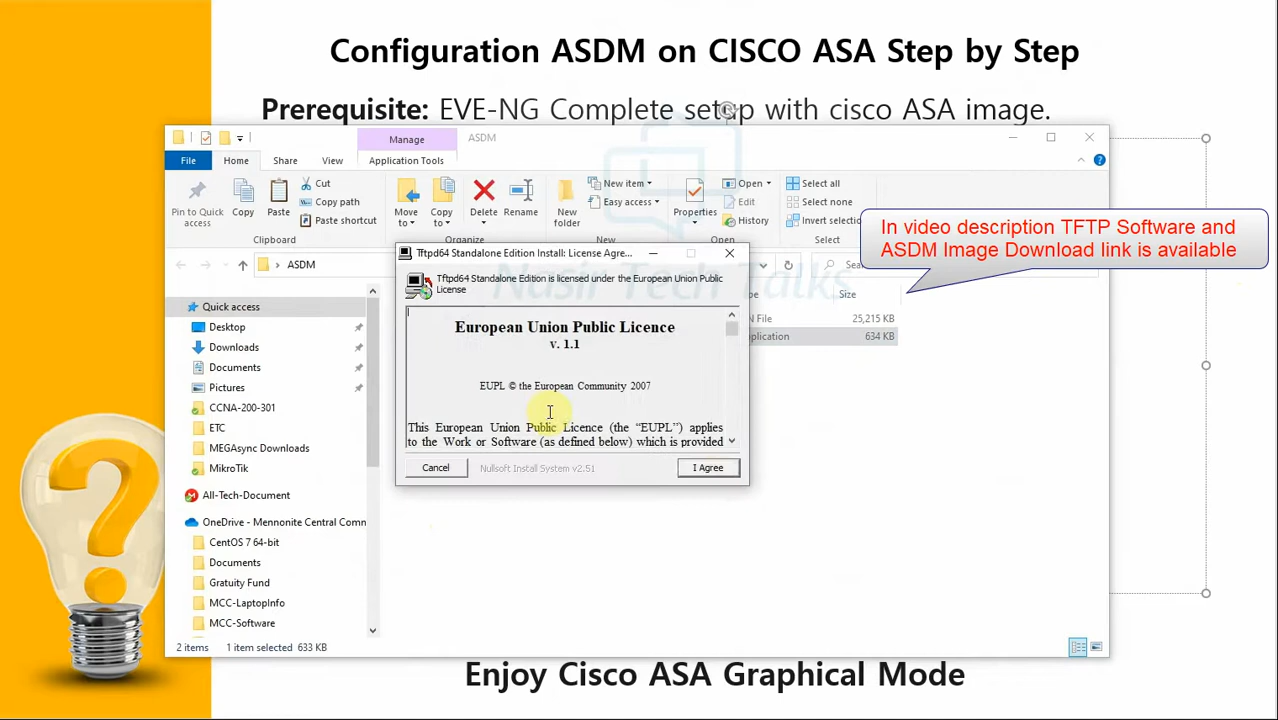 Configuration ASDM on CISCO ASA Step by Step
Prerequisite: EVE-NG Complete setup with cisco ASA image.
Manage
ASDM
File
Home
Share
View
Application Tools
Pin to Quick access
Copy
Paste
Cut
Copy path
Paste shortcut
Clipboard
Move to
Copy to
Delete
Rename
Organize
New folder
New item
Easy access
New
Properties
Open
Edit
History
Open
Select all
Select none
Invert selection
Select
In video description TFTP Software and
ASDM Image Download link is available
ASDM
Size
N File
25,215 KB
plication
634 KB
Nasir Tech Talks
Tftpd64 Standalone Edition Install: License Agre...
Tftpd64 Standalone Edition is licensed under the European Union Public
License
European Union Public Licence
v. 1.1
EUPL © the European Community 2007
This European Union Public Licence (the “EUPL”) applies
to the Work or Software (as defined below) which is provided
Cancel
Nullsoft Install System v2.51
I Agree
Quick access
Desktop
Downloads
Documents
Pictures
CCNA-200-301
ETC
MEGAsync Downloads
MikroTik
All-Tech-Document
OneDrive - Mennonite Central Comm
CentOS 7 64-bit
Documents
Gratuity Fund
MCC-LaptopInfo
MCC-Software
2 items
1 item selected 633 KB
Enjoy Cisco ASA Graphical Mode